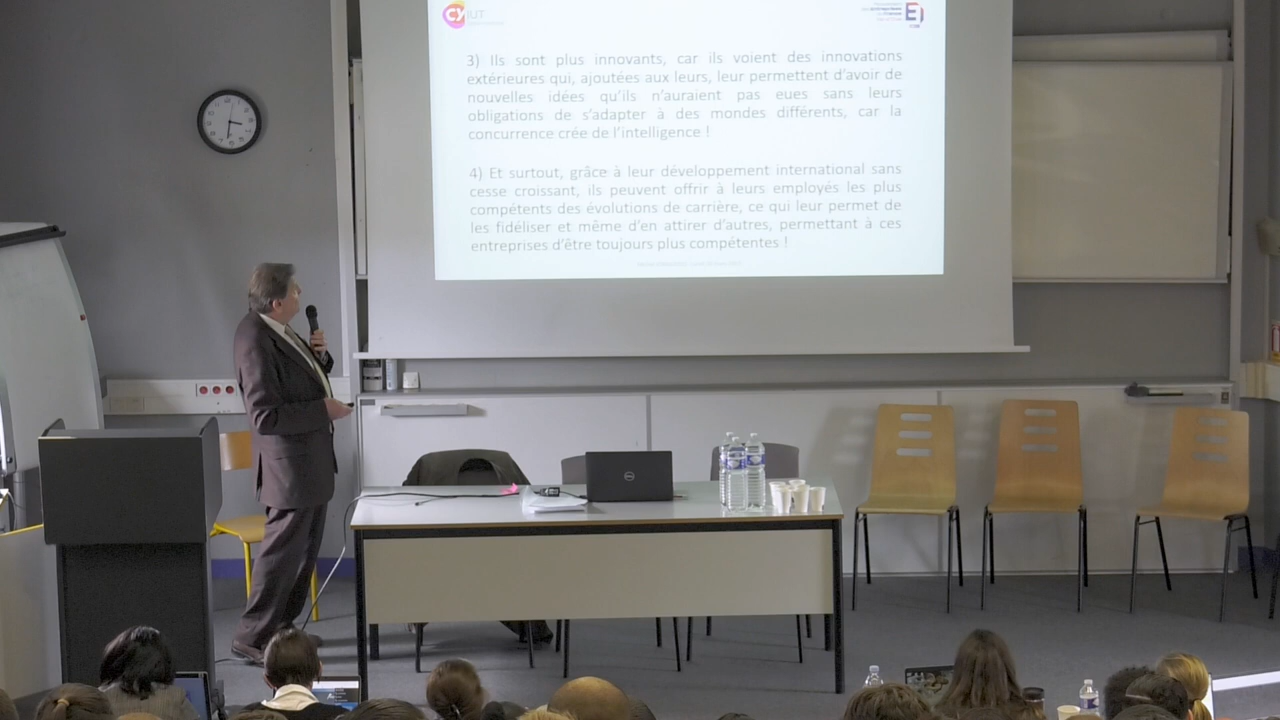 CY IUT
3) Ils sont plus innovants, car ils voient des innovations
extérieures qui, ajoutées aux leurs, leur permettent d’avoir de
nouvelles idées qu’ils n’auraient pas eues sans leurs
obligations de s’adapter à des mondes différents, car la
concurrence crée de l’intelligence !
4) Et surtout, grâce à leur développement international sans
cesse croissant, ils peuvent offrir à leurs employés les plus
compétents des évolutions de carrière, ce qui leur permet de
les fidéliser et même d’en attirer d’autres, permettant à ces
entreprises d’être toujours plus compétentes !
DELL